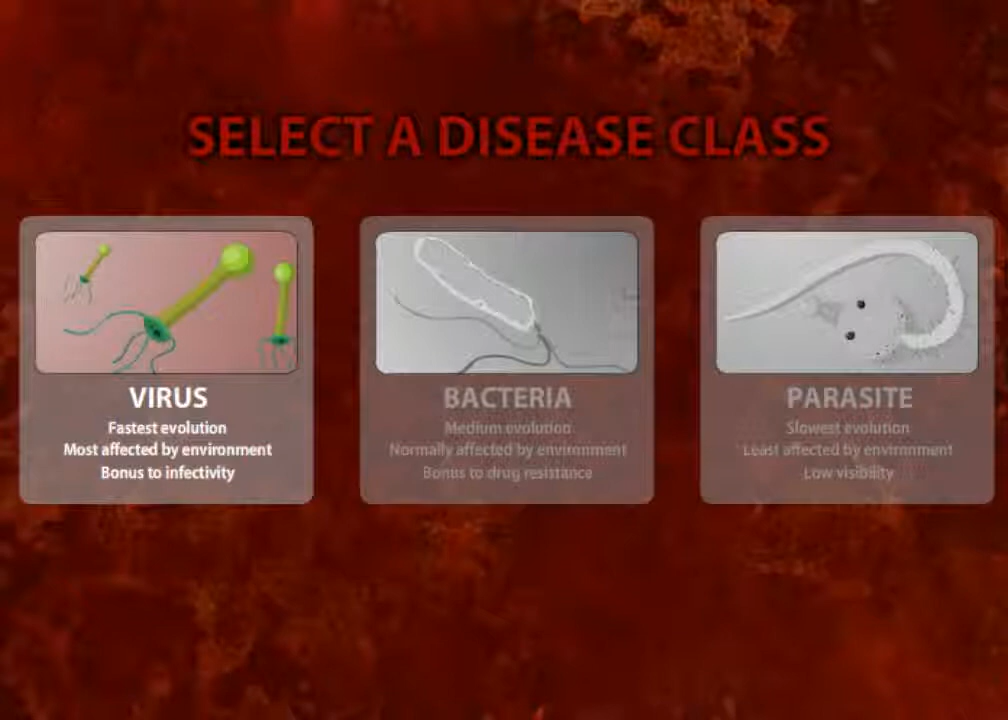 SELECT A DISEASE CLASS
VIRUS
Fastest evolution
Most affected by environment
Bonus to infectivity
BACTERIA
Medium evolution
Normally affected by environment
Bonus to drug resistance
PARASITE
Slowest evolution
Least affected by environment
Low visibility